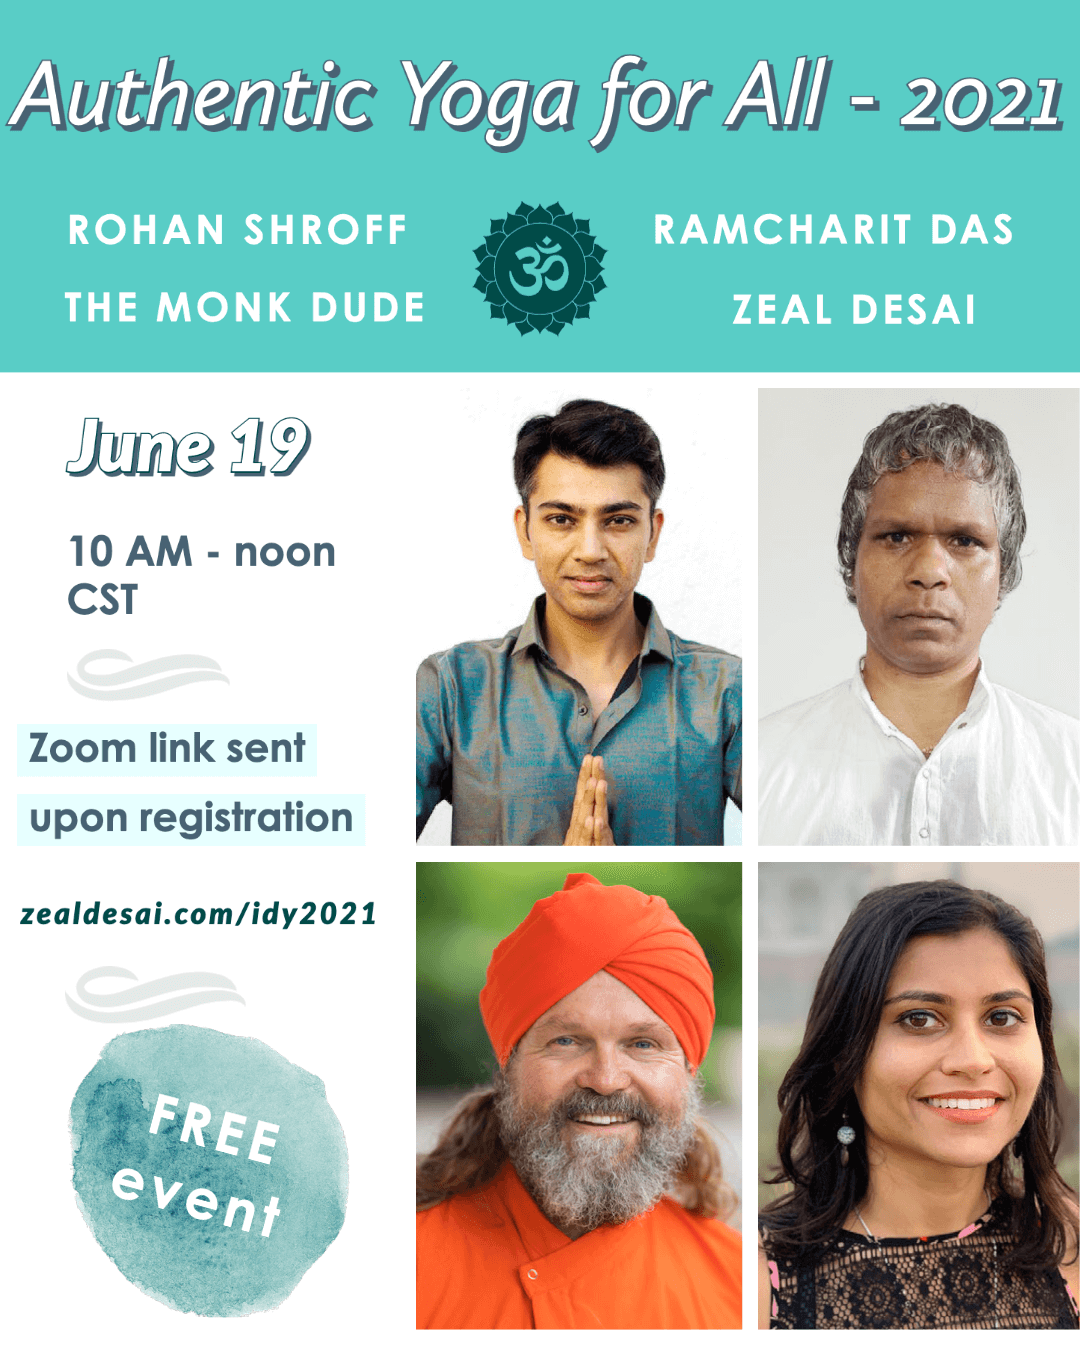 Authentic Yoga for All - 2021
ROHAN SHROFF
THE MONK DUDE
ॐ
RAMCHARIT DAS
ZEAL DESAI
June 19
10 AM - noon
CST
Zoom link sent
upon registration
zealdesai.com/idy2021
FREE
event